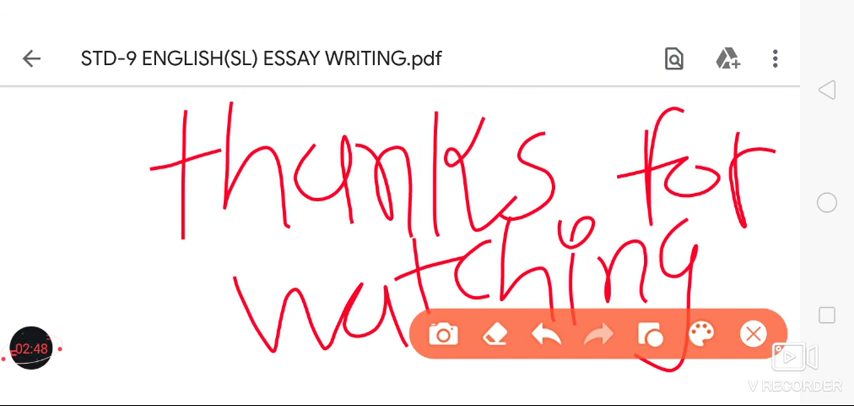 STD-9 ENGLISH(SL) ESSAY WRITING.pdf
thanks for
watching
02:48
V RECORDER